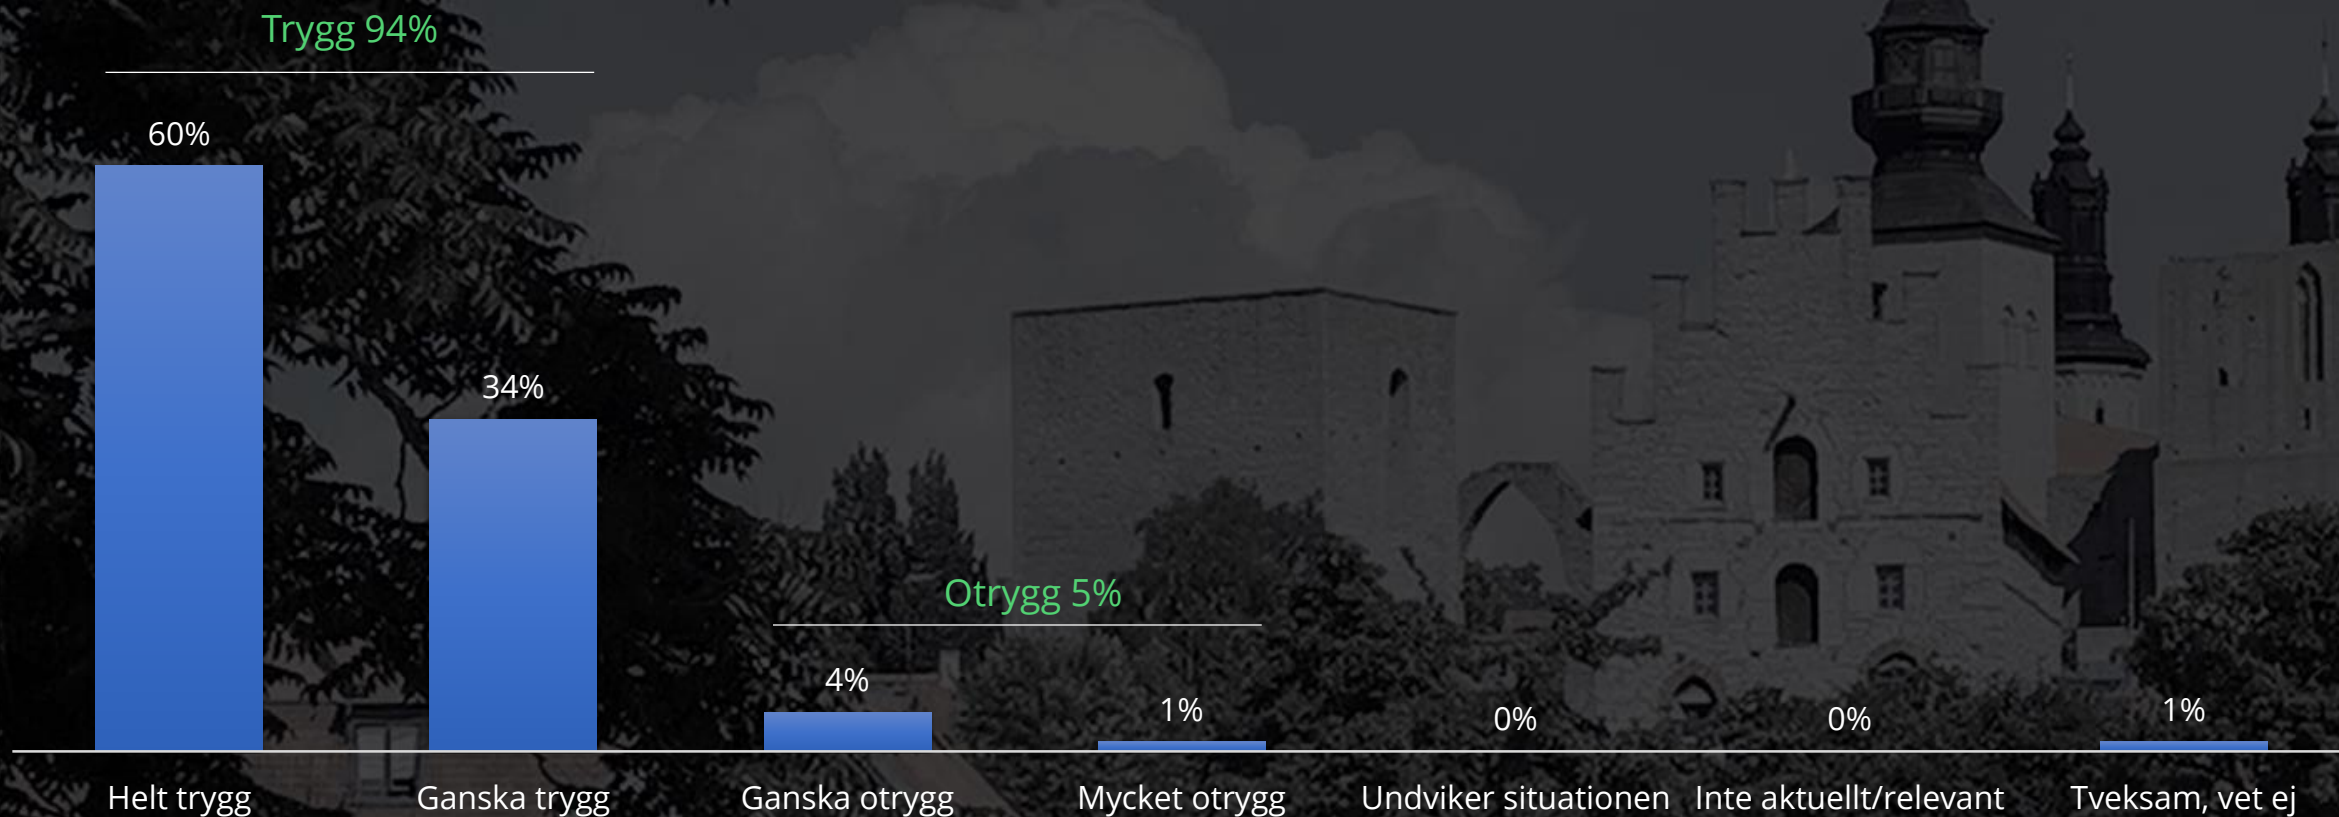 Trygg 94%
60%
34%
Otrygg 5%
4%
1%
0%
0%
1%
Helt trygg
Ganska trygg
Ganska otrygg
Mycket otrygg
Undviker situationen
Inte aktuellt/relevant
Tveksam, vet ej